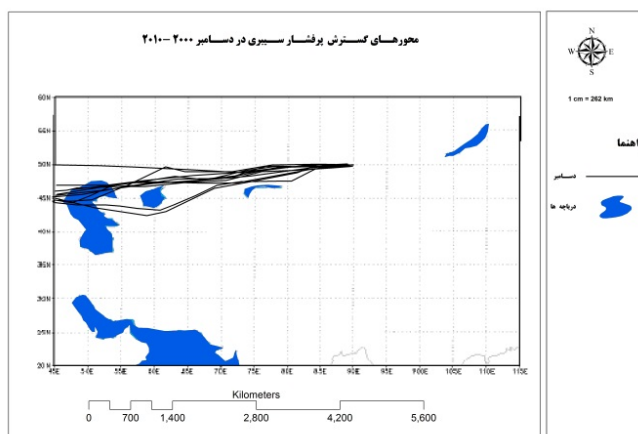 محورهای گسترش پرفشار سیبری در دسامبر ۲۰۰۰ -۲۰۱۰
60N
55N
50N
45N
40N
35N
30N
25N
20N
45E 50E 55E 60E 65E 70E 75E 80E 85E 90E 95E 100E 105E 110E 115E
Kilometers
0 700 1,400 2,800 4,200 5,600
N
W E
S
1 cm = 262 km
راهنما
دسامبر
دریاچه ها